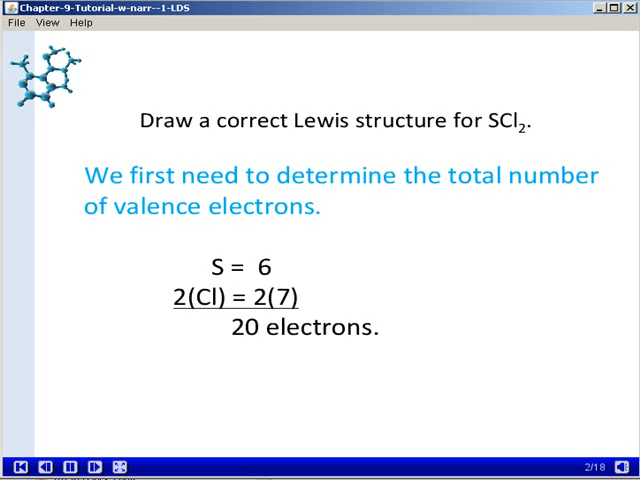 Chapter-9-Tutorial-w-narr--1-LDS
File View Help
Draw a correct Lewis structure for SCl₂.
We first need to determine the total number
of valence electrons.
S = 6
2(Cl) = 2(7)
20 electrons.
2/18